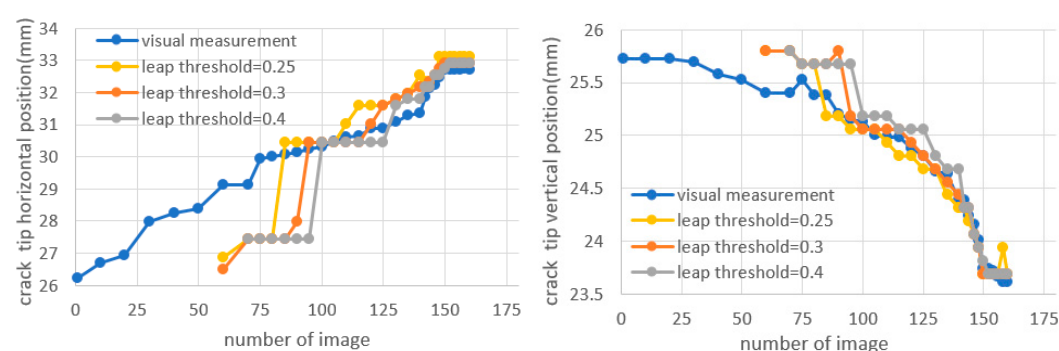 crack tip horizontal position(mm)
34
33
32
31
30
29
28
27
26
visual measurement
leap threshold=0.25
leap threshold=0.3
leap threshold=0.4
0 25 50 75 100 125 150 175
number of image
crack tip vertical position(mm)
26
25.5
25
24.5
24
23.5
visual measurement
leap threshold=0.25
leap threshold=0.3
leap threshold=0.4
0 25 50 75 100 125 150 175
number of image